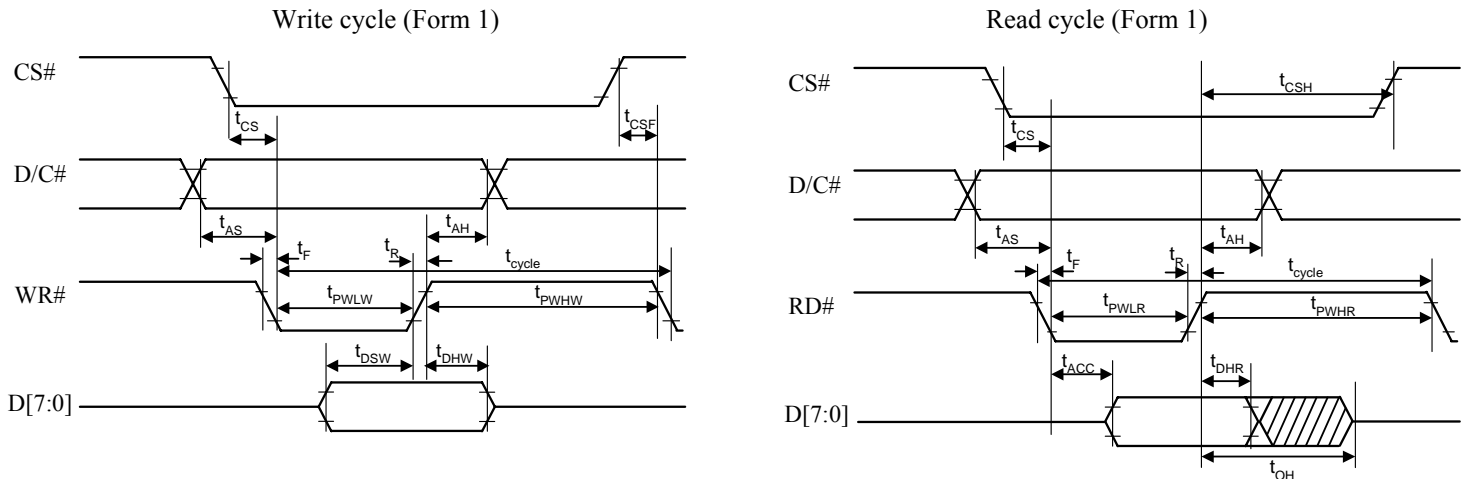 Write cycle (Form 1)
CS#
tCS
tCSF
D/C#
tAS
tAH
tF
tR
tcycle
WR#
tPWLW
tPWHW
tDSW
tDHW
D[7:0]
Read cycle (Form 1)
CS#
tCSH
tCS
D/C#
tAS
tAH
tF
tR
tcycle
RD#
tPWLR
tPWHR
tACC
tDHR
D[7:0]
tOH